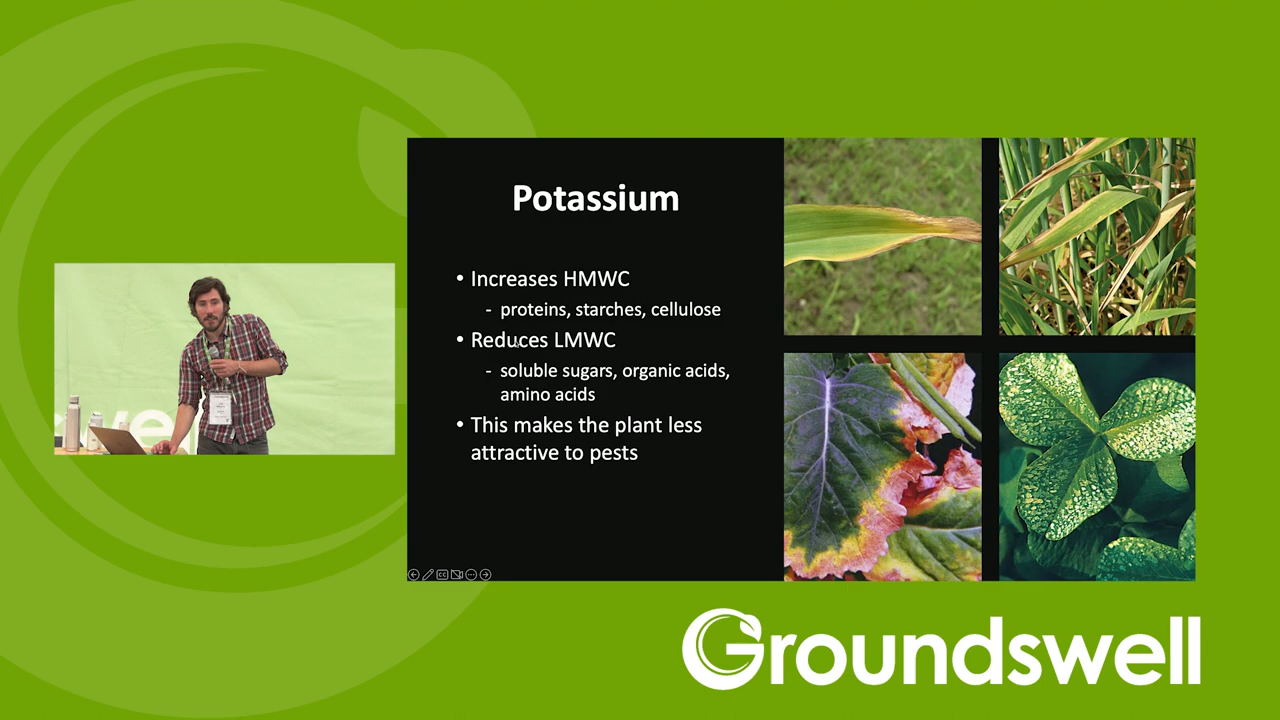 Potassium
• Increases HMWC
- proteins, starches, cellulose
• Reduces LMWC
- soluble sugars, organic acids,
amino acids
• This makes the plant less
attractive to pests
Groundswell